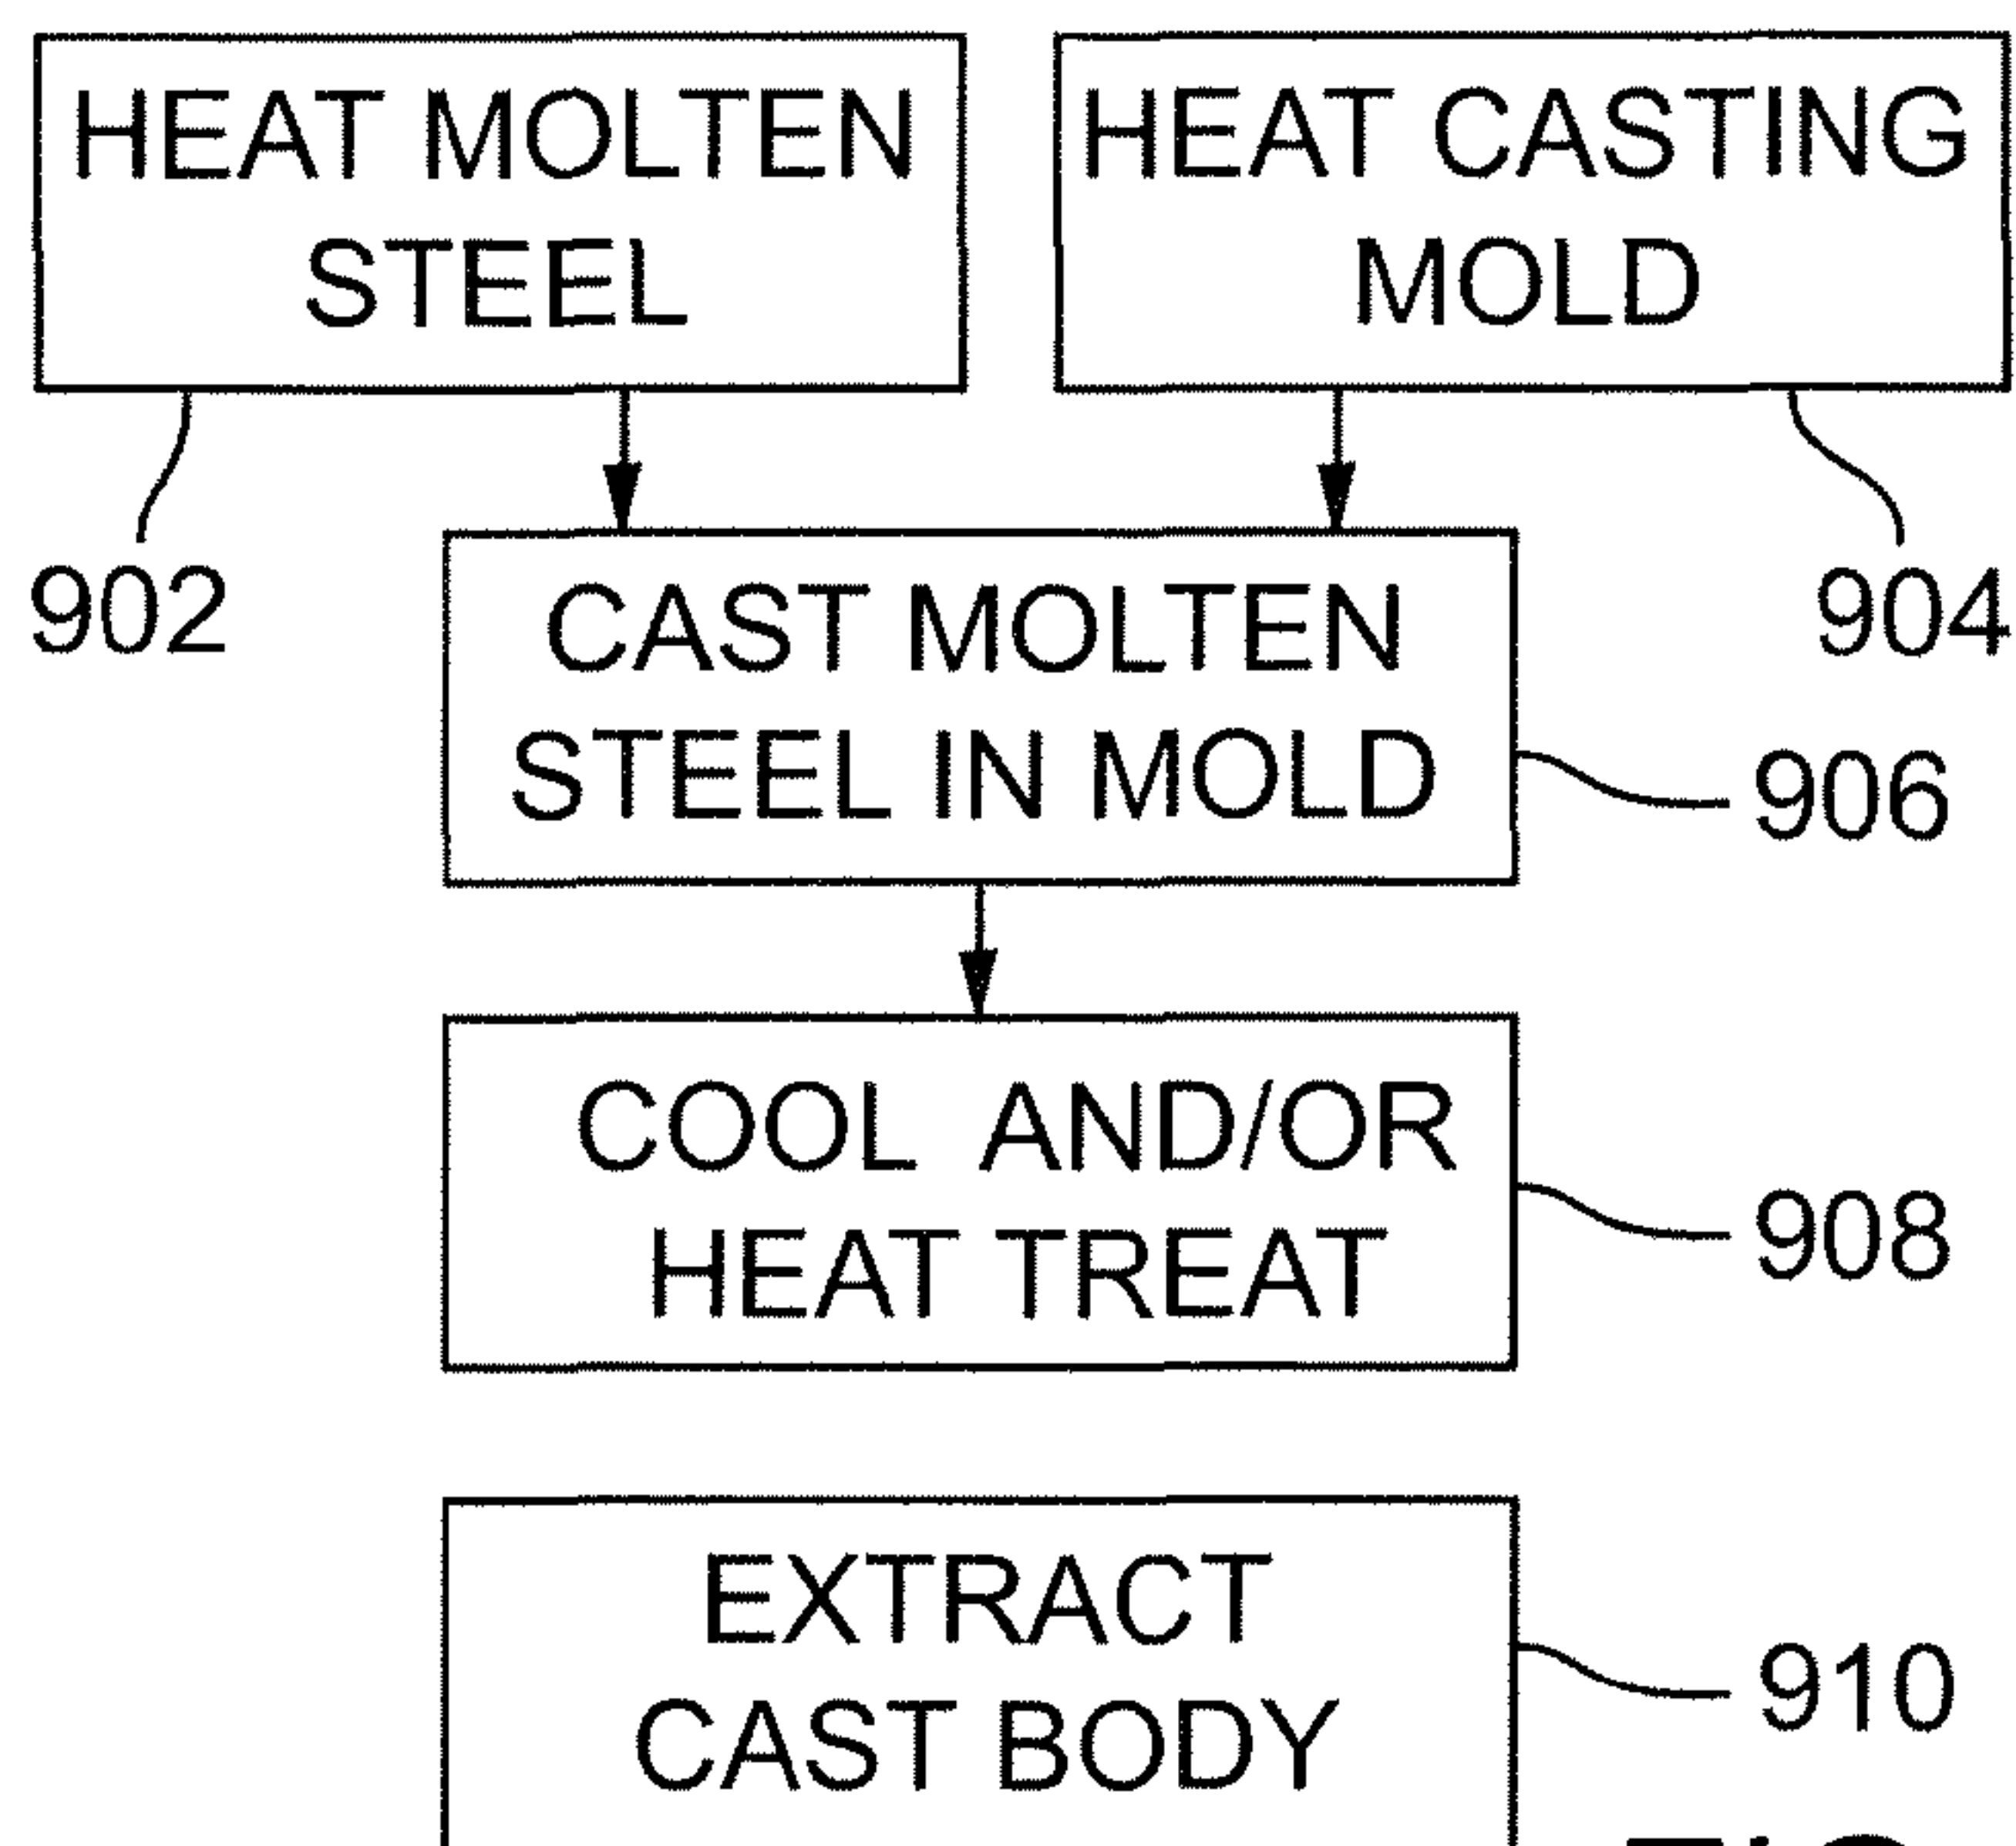 HEAT MOLTEN
STEEL
HEAT CASTING
MOLD
902
904
CAST MOLTEN
STEEL IN MOLD
906
COOL AND/OR
HEAT TREAT
908
EXTRACT
CAST BODY
910